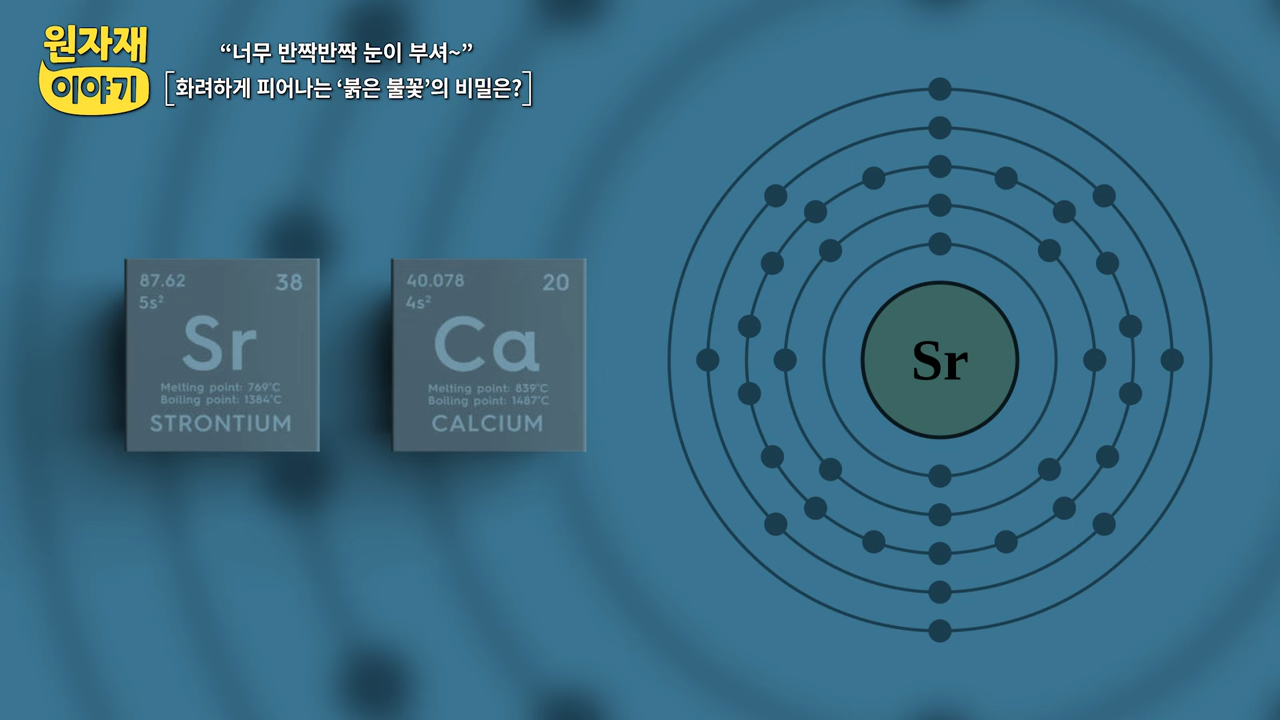 원자재
이야기
“너무 반짝반짝 눈이 부셔~”
[화려하게 피어나는 ‘붉은 불꽃’의 비밀은?]
87.62 38
5s²
Sr
Melting point: 769°C
Boiling point: 1384°C
STRONTIUM
40.078 20
4s²
Ca
Melting point: 839°C
Boiling point: 1487°C
CALCIUM
Sr